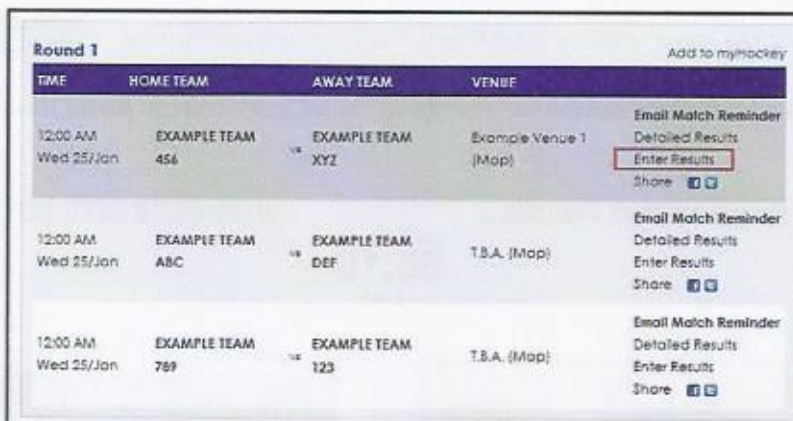 Round 1
Add to myHockey
TIME HOME TEAM AWAY TEAM VENUE
Email Match Reminder
12:00 AM EXAMPLE TEAM vs EXAMPLE TEAM Example Venue 1 Detailed Results
Wed 25/Jan 456 XYZ (Map) Enter Results
Share
Email Match Reminder
12:00 AM EXAMPLE TEAM vs EXAMPLE TEAM T.B.A. (Map) Detailed Results
Wed 25/Jan ABC DEF Enter Results
Share
Email Match Reminder
12:00 AM EXAMPLE TEAM vs EXAMPLE TEAM T.B.A. (Map) Detailed Results
Wed 25/Jan 789 123 Enter Results
Share